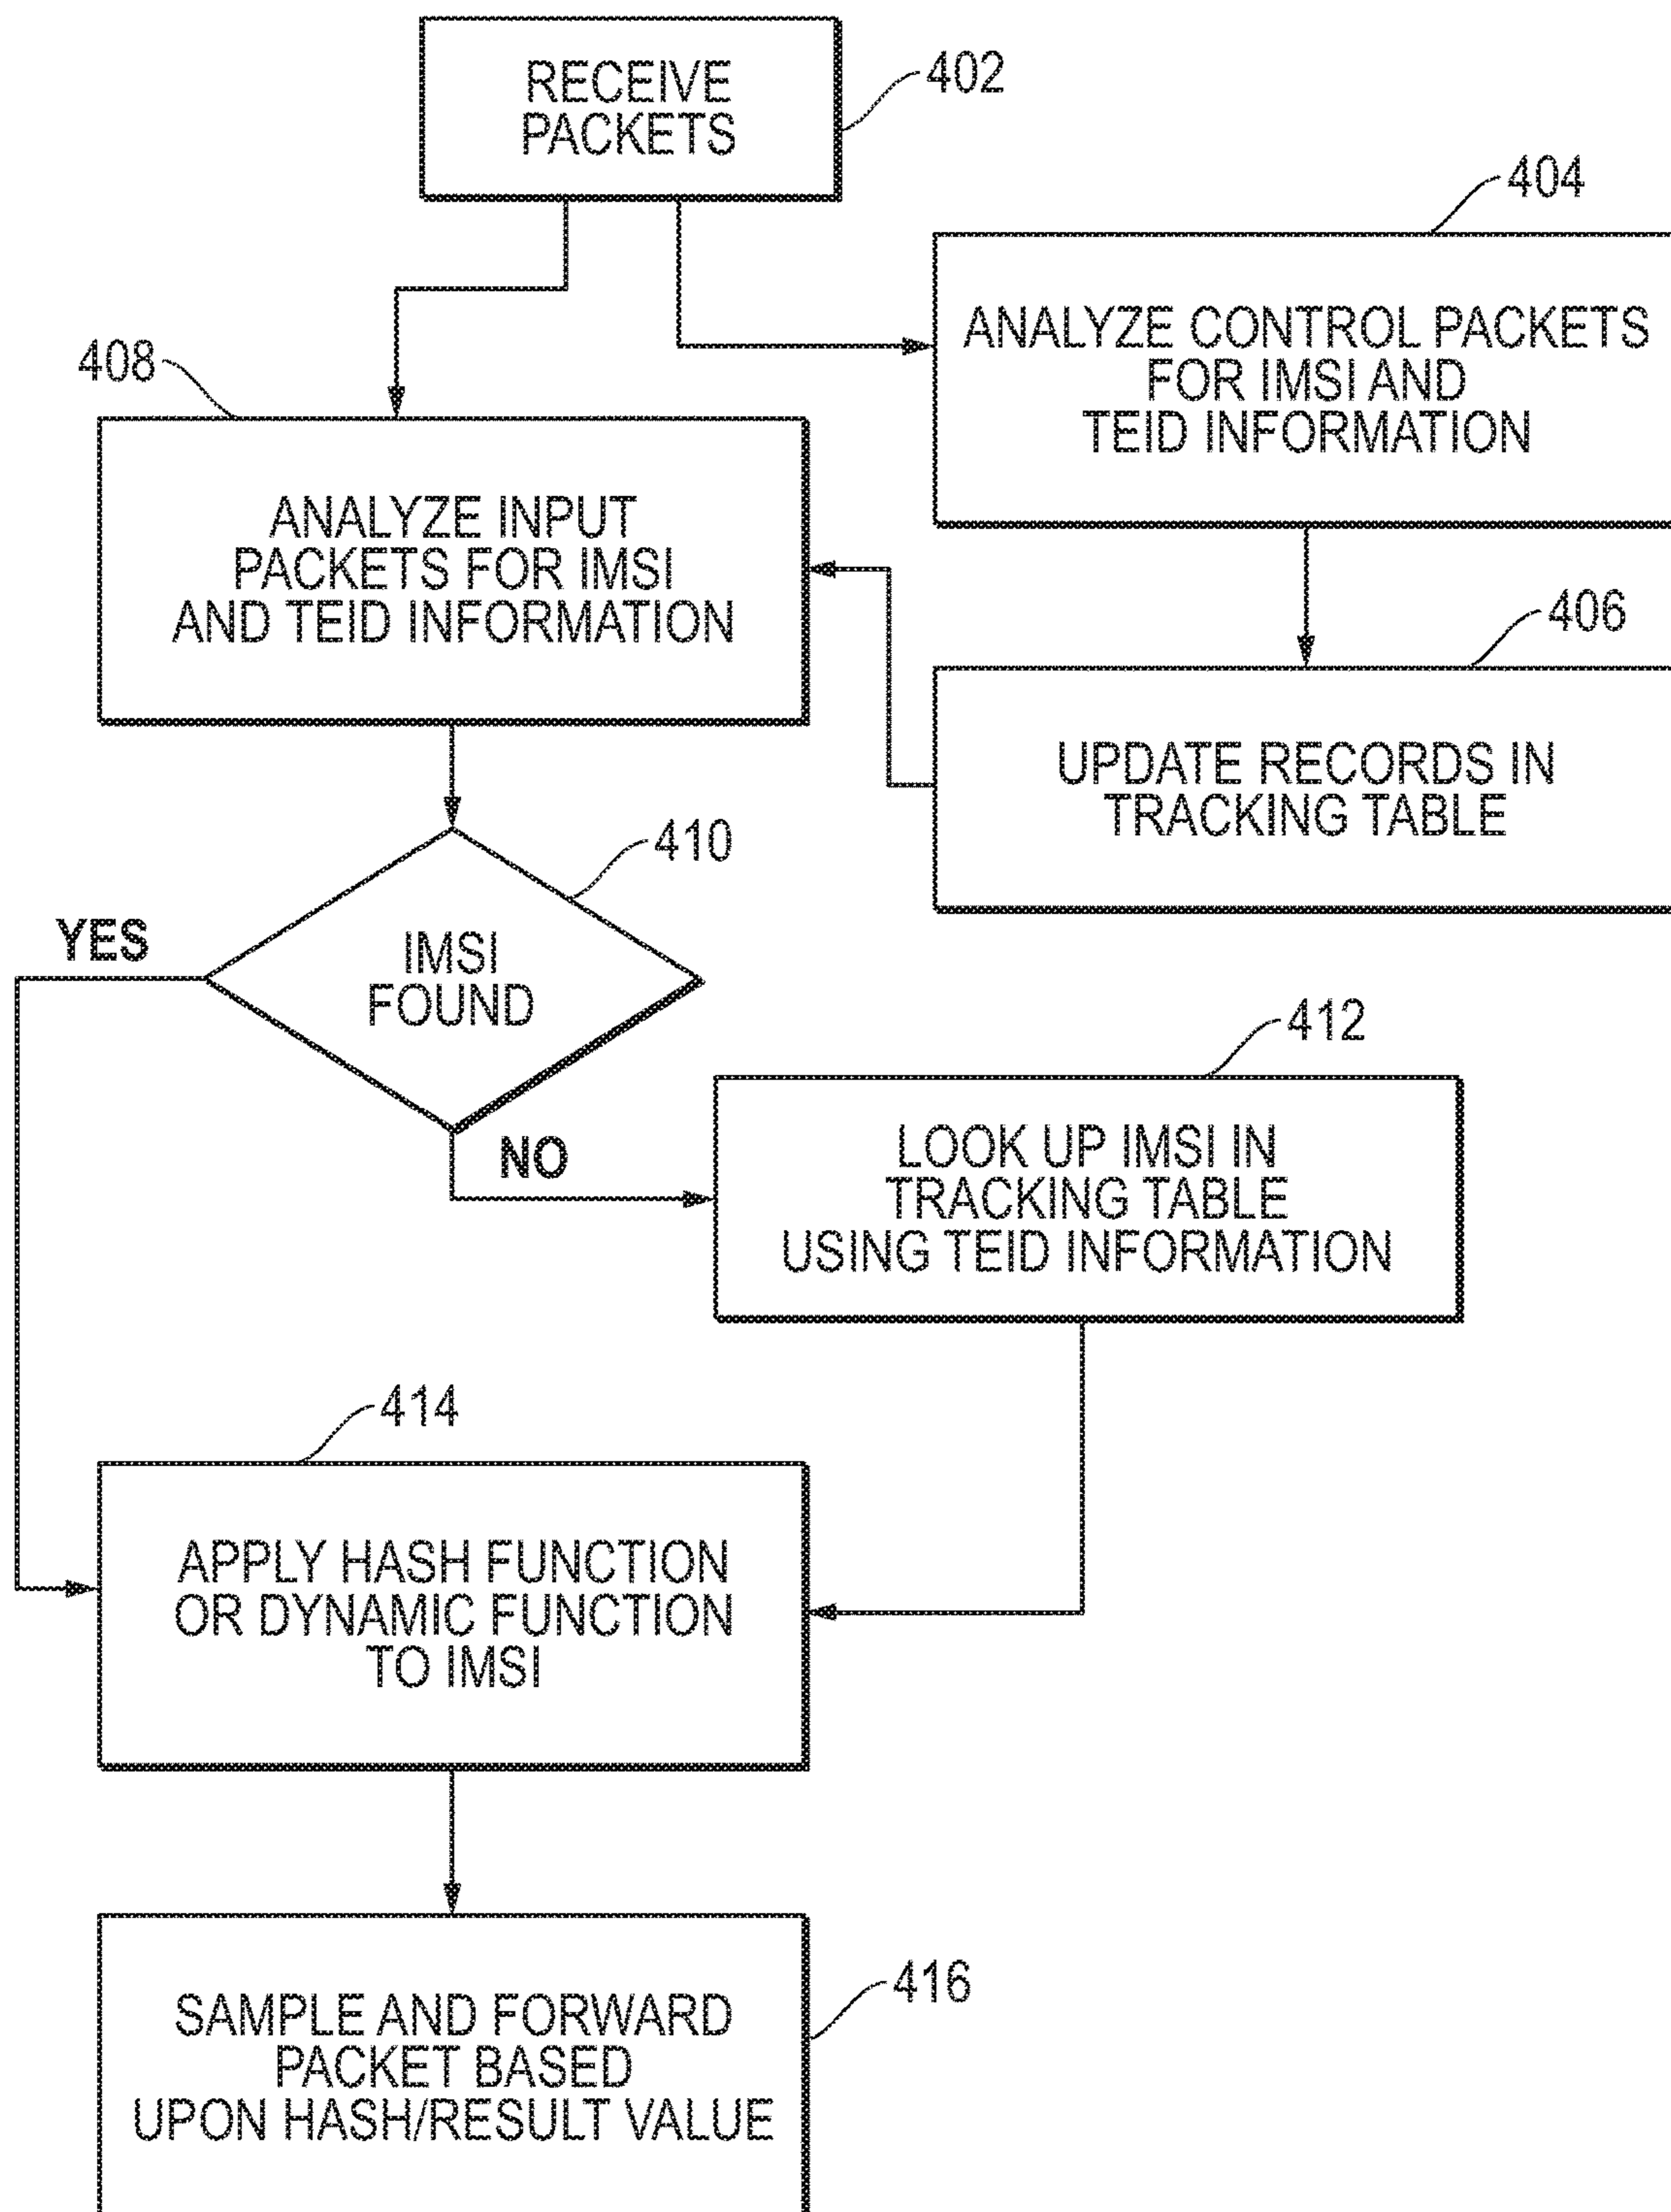 RECEIVE
PACKETS
402
404
ANALYZE CONTROL PACKETS
FOR IMSI AND
TEID INFORMATION
408
ANALYZE INPUT
PACKETS FOR IMSI
AND TEID INFORMATION
406
UPDATE RECORDS IN
TRACKING TABLE
410
YES
IMSI
FOUND
NO
412
LOOK UP IMSI IN
TRACKING TABLE
USING TEID INFORMATION
414
APPLY HASH FUNCTION
OR DYNAMIC FUNCTION
TO IMSI
416
SAMPLE AND FORWARD
PACKET BASED
UPON HASH/RESULT VALUE